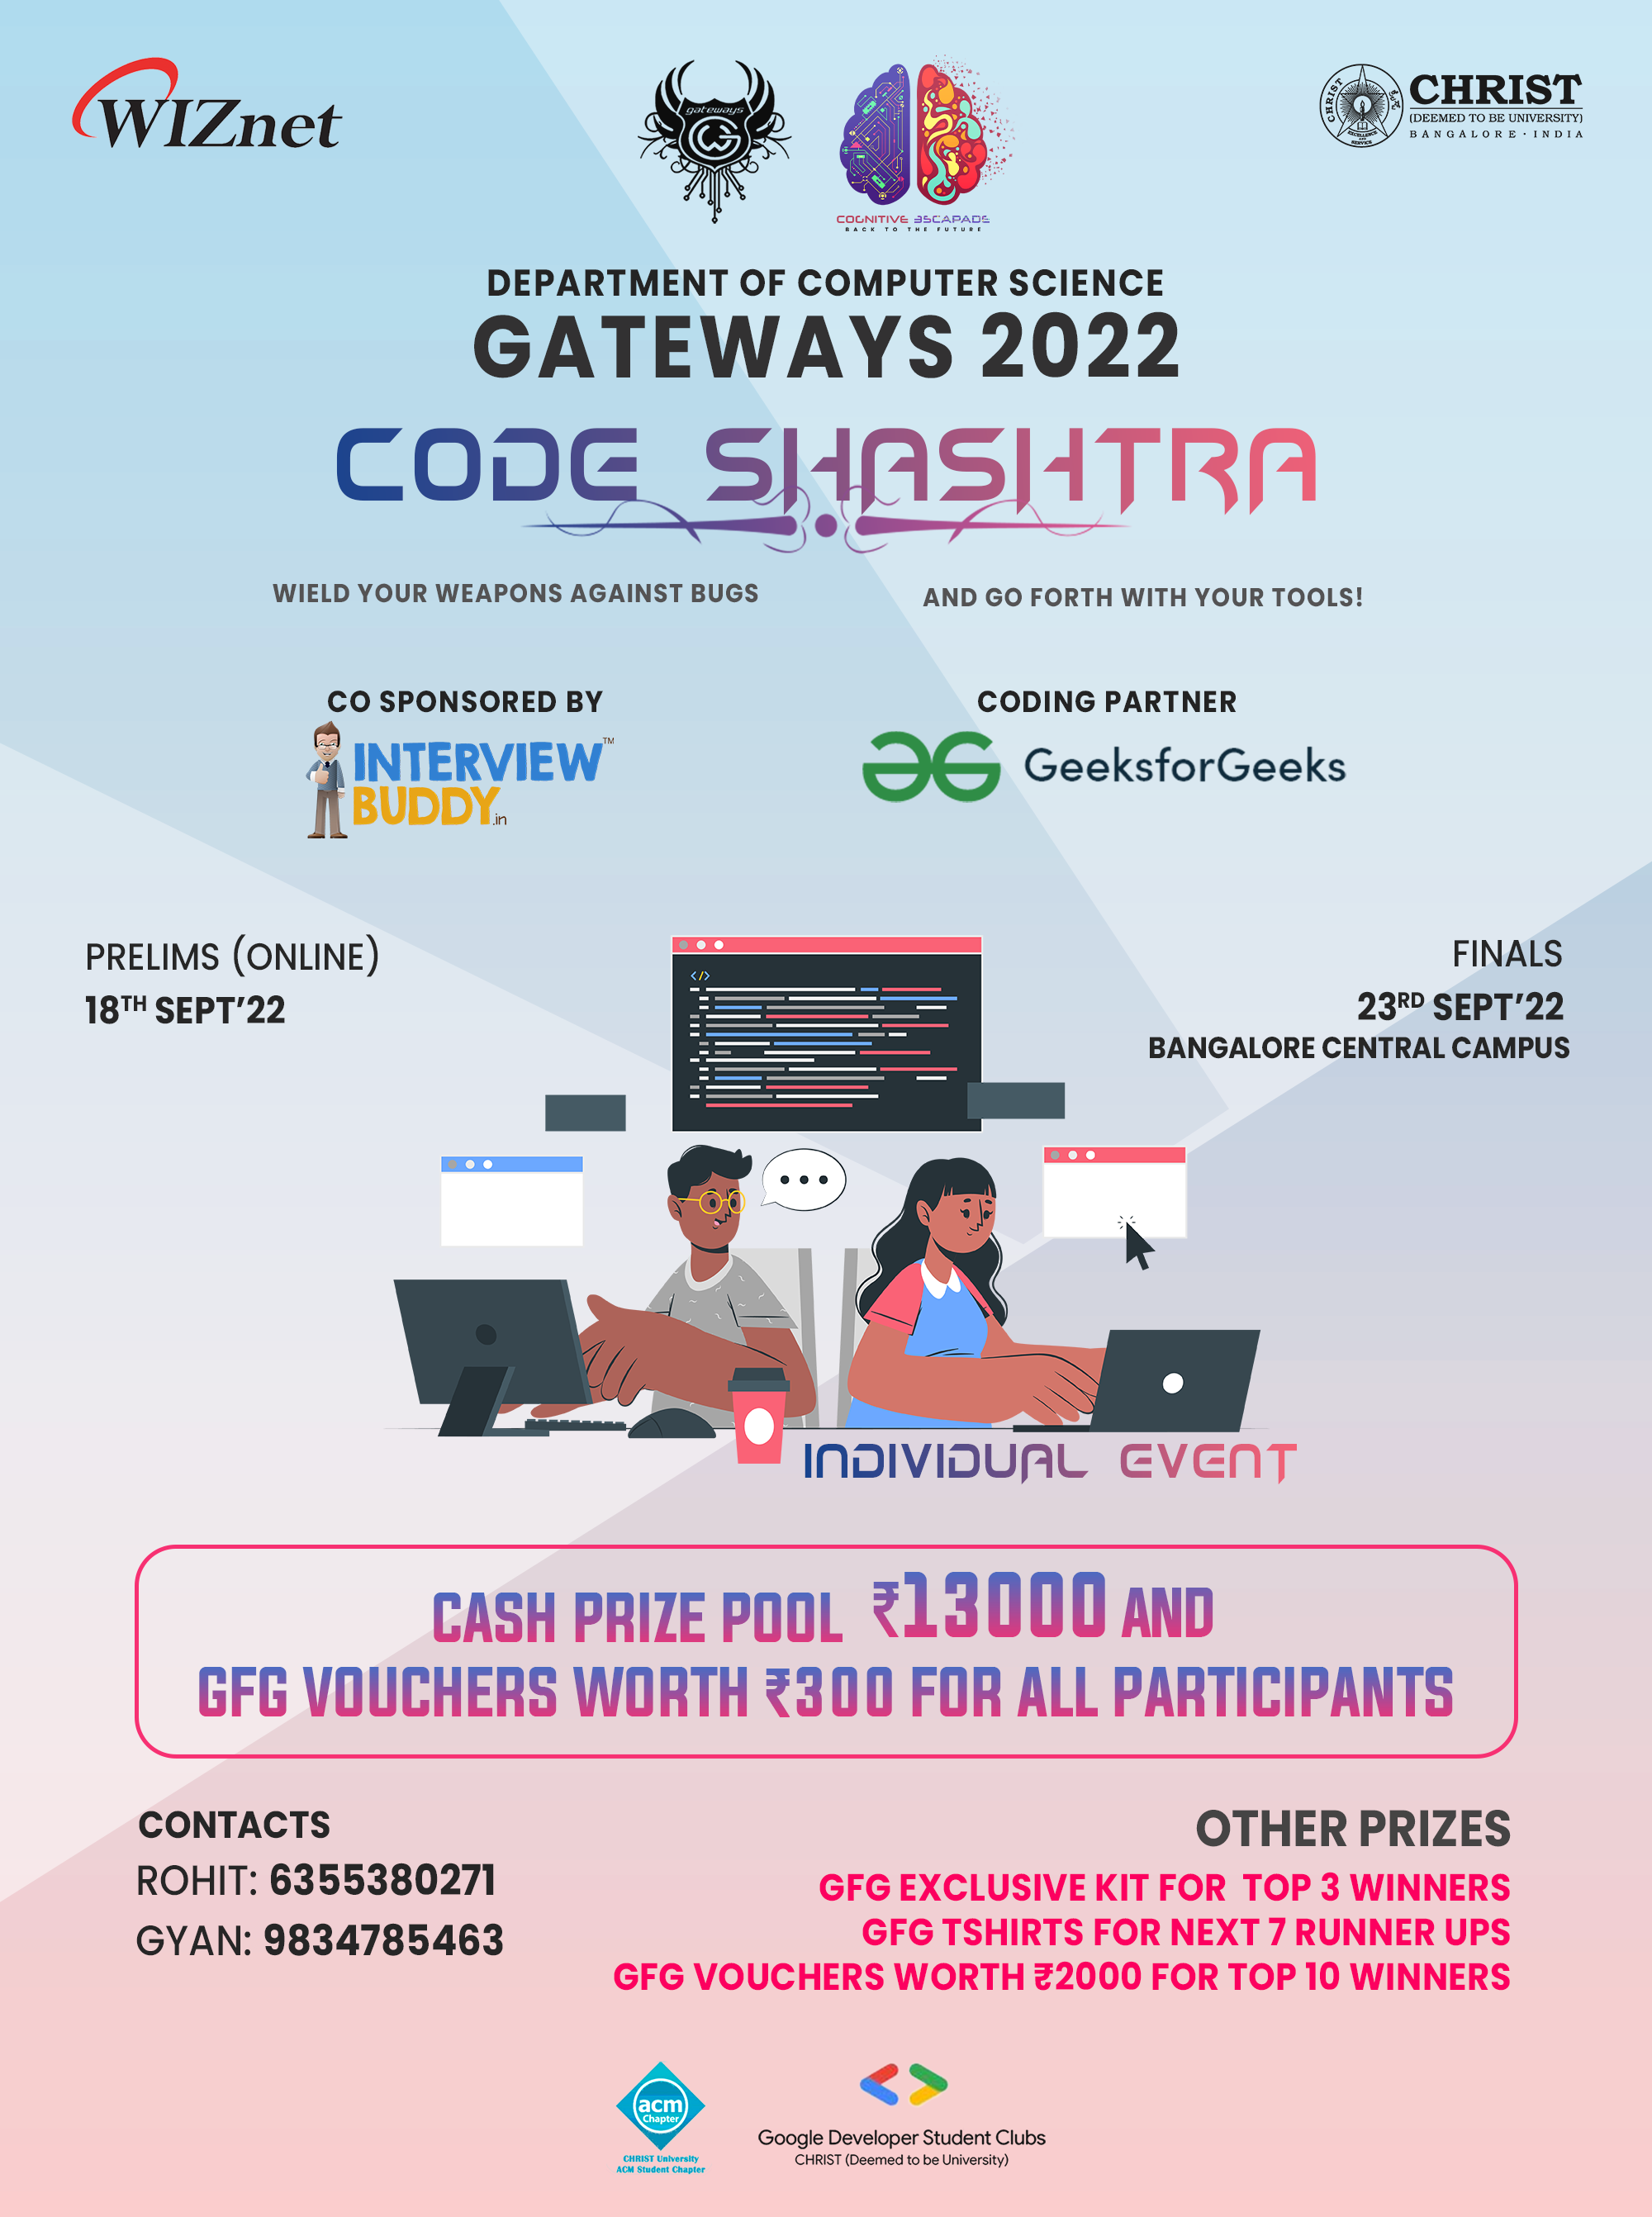 WIZnet
gateways
COGNITIVE ESCAPADE
BACK TO THE FUTURE
CHRIST
EXCELLENCE
AND
SERVICE
CHRIST
(DEEMED TO BE UNIVERSITY)
BANGALORE · INDIA
DEPARTMENT OF COMPUTER SCIENCE
GATEWAYS 2022
CODE SHASHTRA
WIELD YOUR WEAPONS AGAINST BUGS
AND GO FORTH WITH YOUR TOOLS!
CO SPONSORED BY
INTERVIEW™
BUDDY.in
CODING PARTNER
GeeksforGeeks
PRELIMS (ONLINE)
18TH SEPT’22
FINALS
23RD SEPT’22
BANGALORE CENTRAL CAMPUS
</>
INDIVIDUAL EVENT
CASH PRIZE POOL ₹13000 AND
GFG VOUCHERS WORTH ₹300 FOR ALL PARTICIPANTS
CONTACTS
ROHIT: 6355380271
GYAN: 9834785463
OTHER PRIZES
GFG EXCLUSIVE KIT FOR TOP 3 WINNERS
GFG TSHIRTS FOR NEXT 7 RUNNER UPS
GFG VOUCHERS WORTH ₹2000 FOR TOP 10 WINNERS
acm
Chapter
CHRIST University
ACM Student Chapter
Google Developer Student Clubs
CHRIST (Deemed to be University)